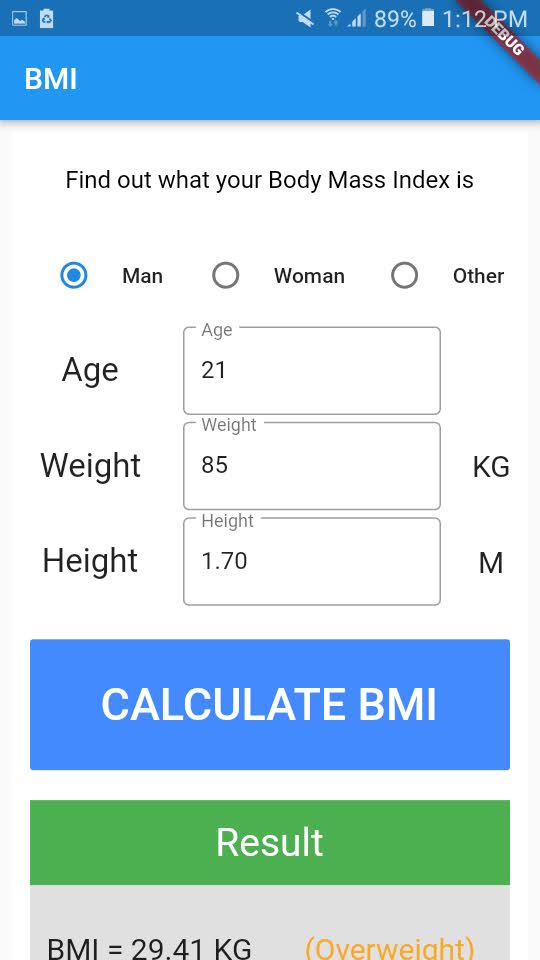 89% 1:12 PM
DEBUG
BMI
Find out what your Body Mass Index is
Man Woman Other
Age
Age 21
Weight
Weight 85 KG
Height
Height 1.70 M
CALCULATE BMI
Result
BMI = 29.41 KG (Overweight)